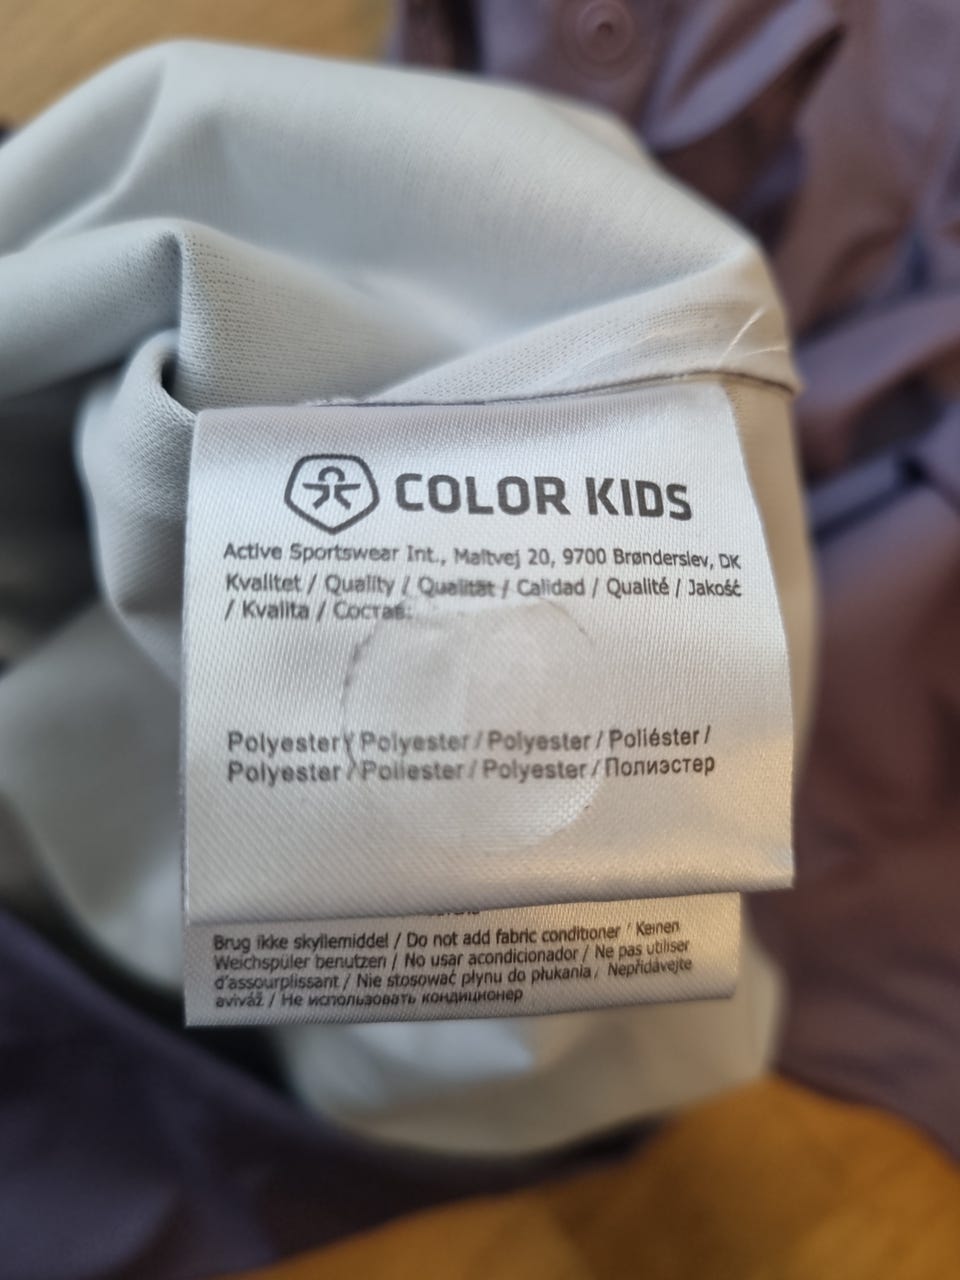 COLOR KIDS
Active Sportswear Int., Maltvej 20, 9700 Brønderslev, DK
Kvalitet / Quality / Qualität / Calidad / Qualité / Jakość
/ Kvalita / Состав:
Polyester / Polyester / Polyester / Poliéster /
Polyester / Poliester / Polyester / Полиэстер
Brug ikke skyllemiddel / Do not add fabric conditioner / Keinen
Weichspüler benutzen / No usar acondicionador / Ne pas utiliser
d'assourplissant / Nie stosować płynu do płukania / Nepřidávejte
aviváž / Не использовать кондиционер